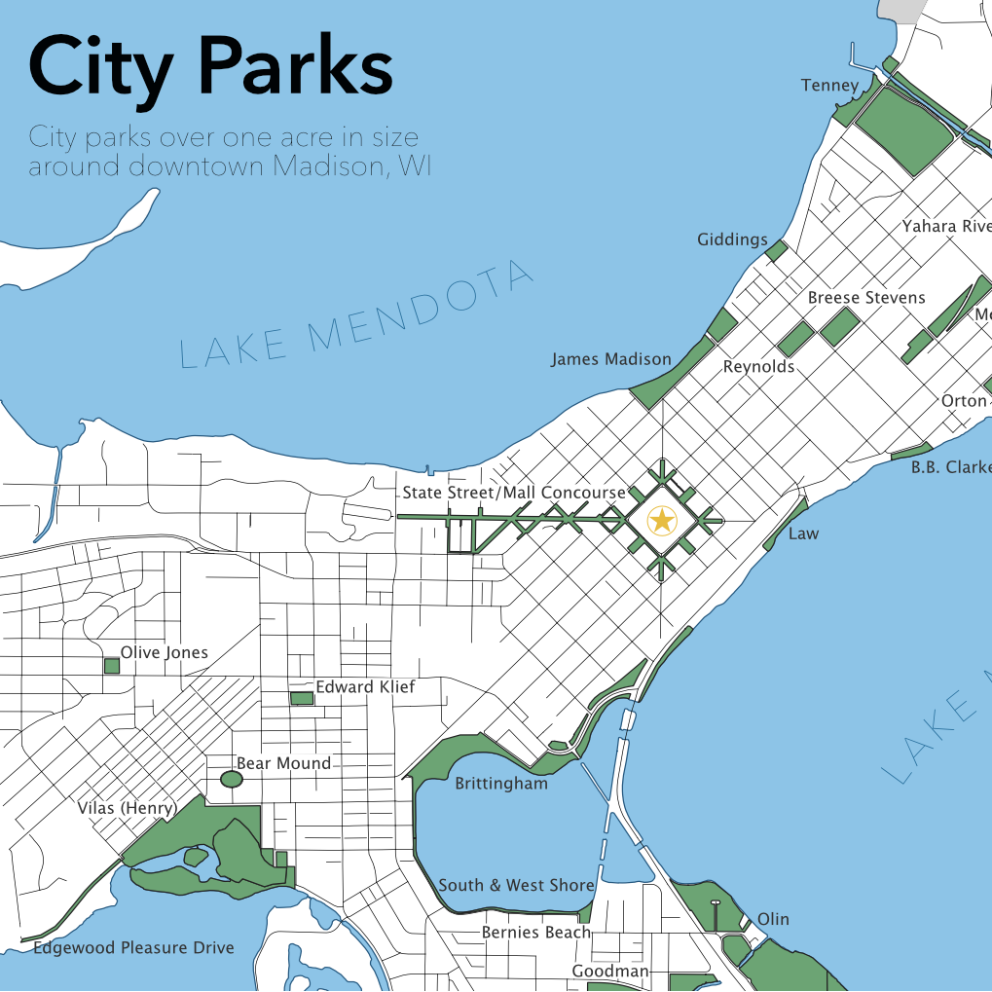 City Parks
City parks over one acre in size
around downtown Madison, WI
Tenney
Yahara Rive
Giddings
LAKE MENDOTA
Breese Stevens
James Madison
Reynolds
Orton
B.B. Clarke
State Street/Mall Concourse
Law
Olive Jones
Edward Klief
LAKE
Bear Mound
Brittingham
Vilas (Henry)
South & West Shore
Olin
Bernies Beach
Edgewood Pleasure Drive
Goodman